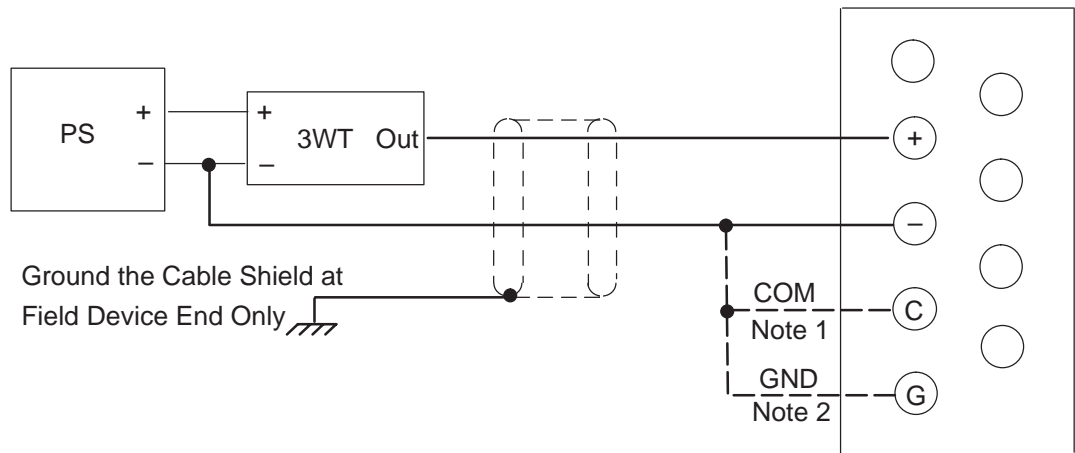 PS
+
−
+
−
3WT Out
+
−
Ground the Cable Shield at
Field Device End Only
COM
Note 1
C
GND
Note 2
G